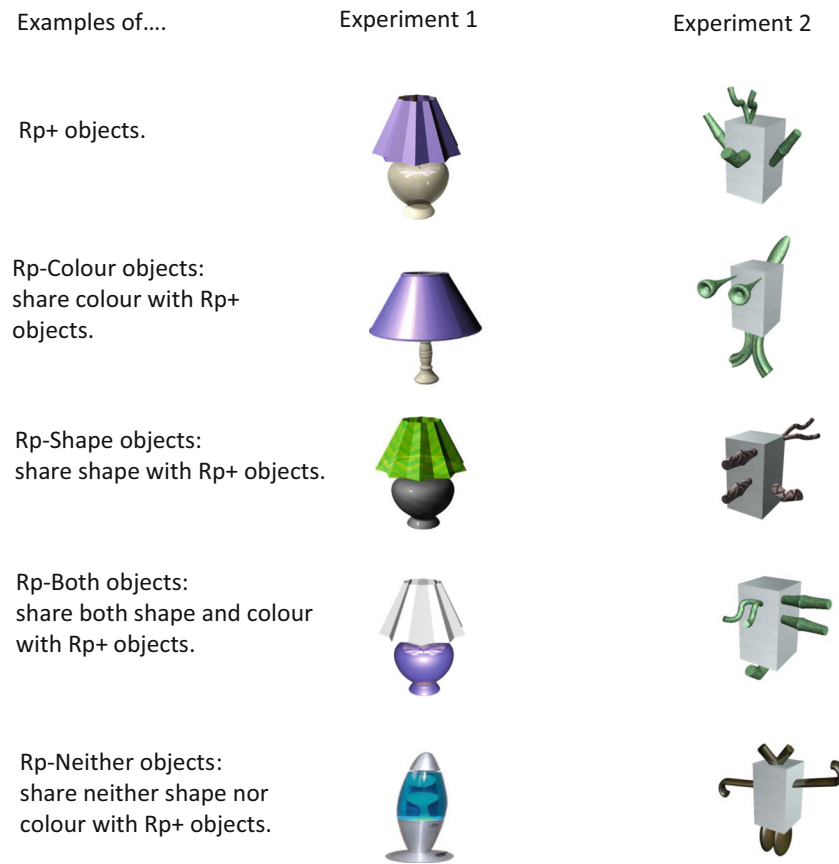 Examples of....
Experiment 1
Experiment 2
Rp+ objects.
Rp-Colour objects:
share colour with Rp+
objects.
Rp-Shape objects:
share shape with Rp+ objects.
Rp-Both objects:
share both shape and colour
with Rp+ objects.
Rp-Neither objects:
share neither shape nor
colour with Rp+ objects.